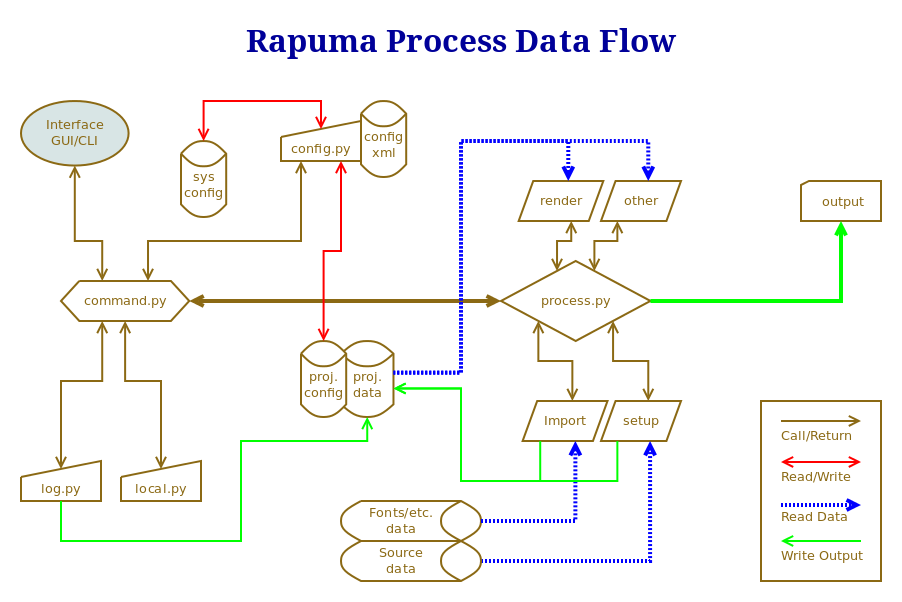 Rapuma Process Data Flow
Interface
GUI/CLI
sys
config
config.py
config
xml
render
other
output
command.py
process.py
proj.
config
proj.
data
Import
setup
log.py
local.py
Fonts/etc.
data
Source
data
Call/Return
Read/Write
Read Data
Write Output